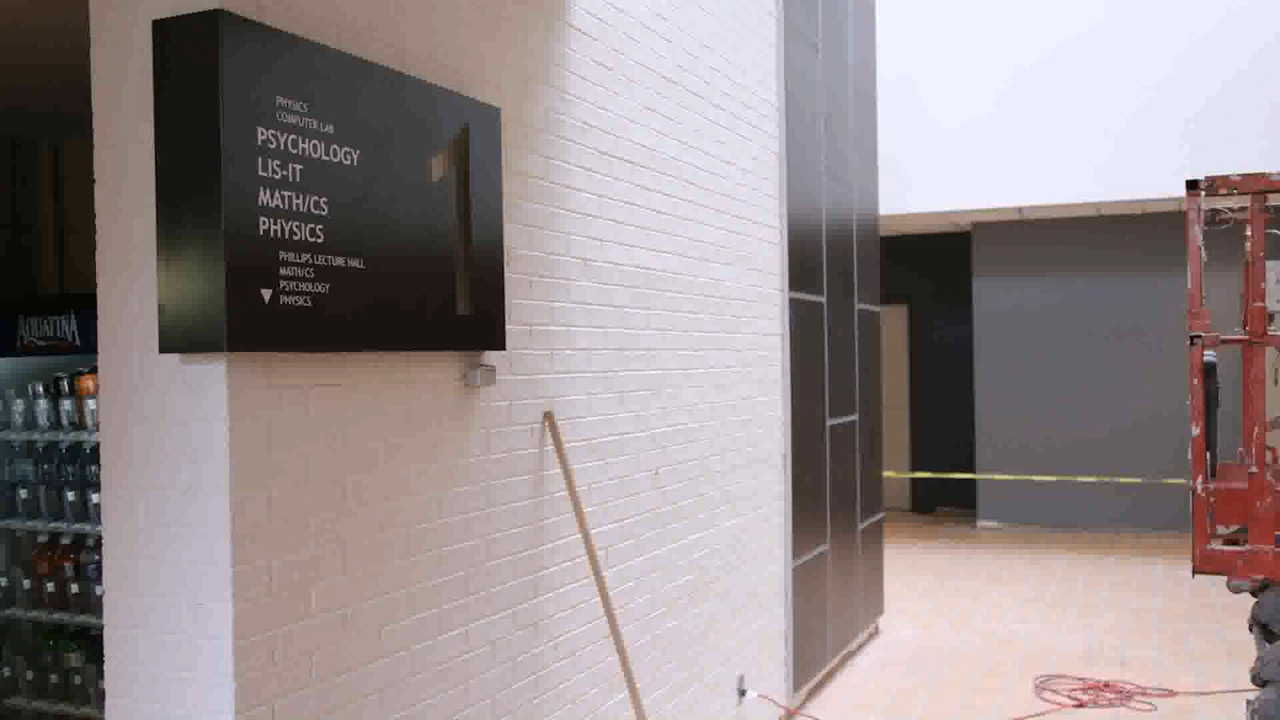 PHYSICS
COMPUTER LAB
PSYCHOLOGY
LIS-IT
MATH/CS
PHYSICS
PHILLIPS LECTURE HALL
MATH/CS
PSYCHOLOGY
PHYSICS
AQUAFINA